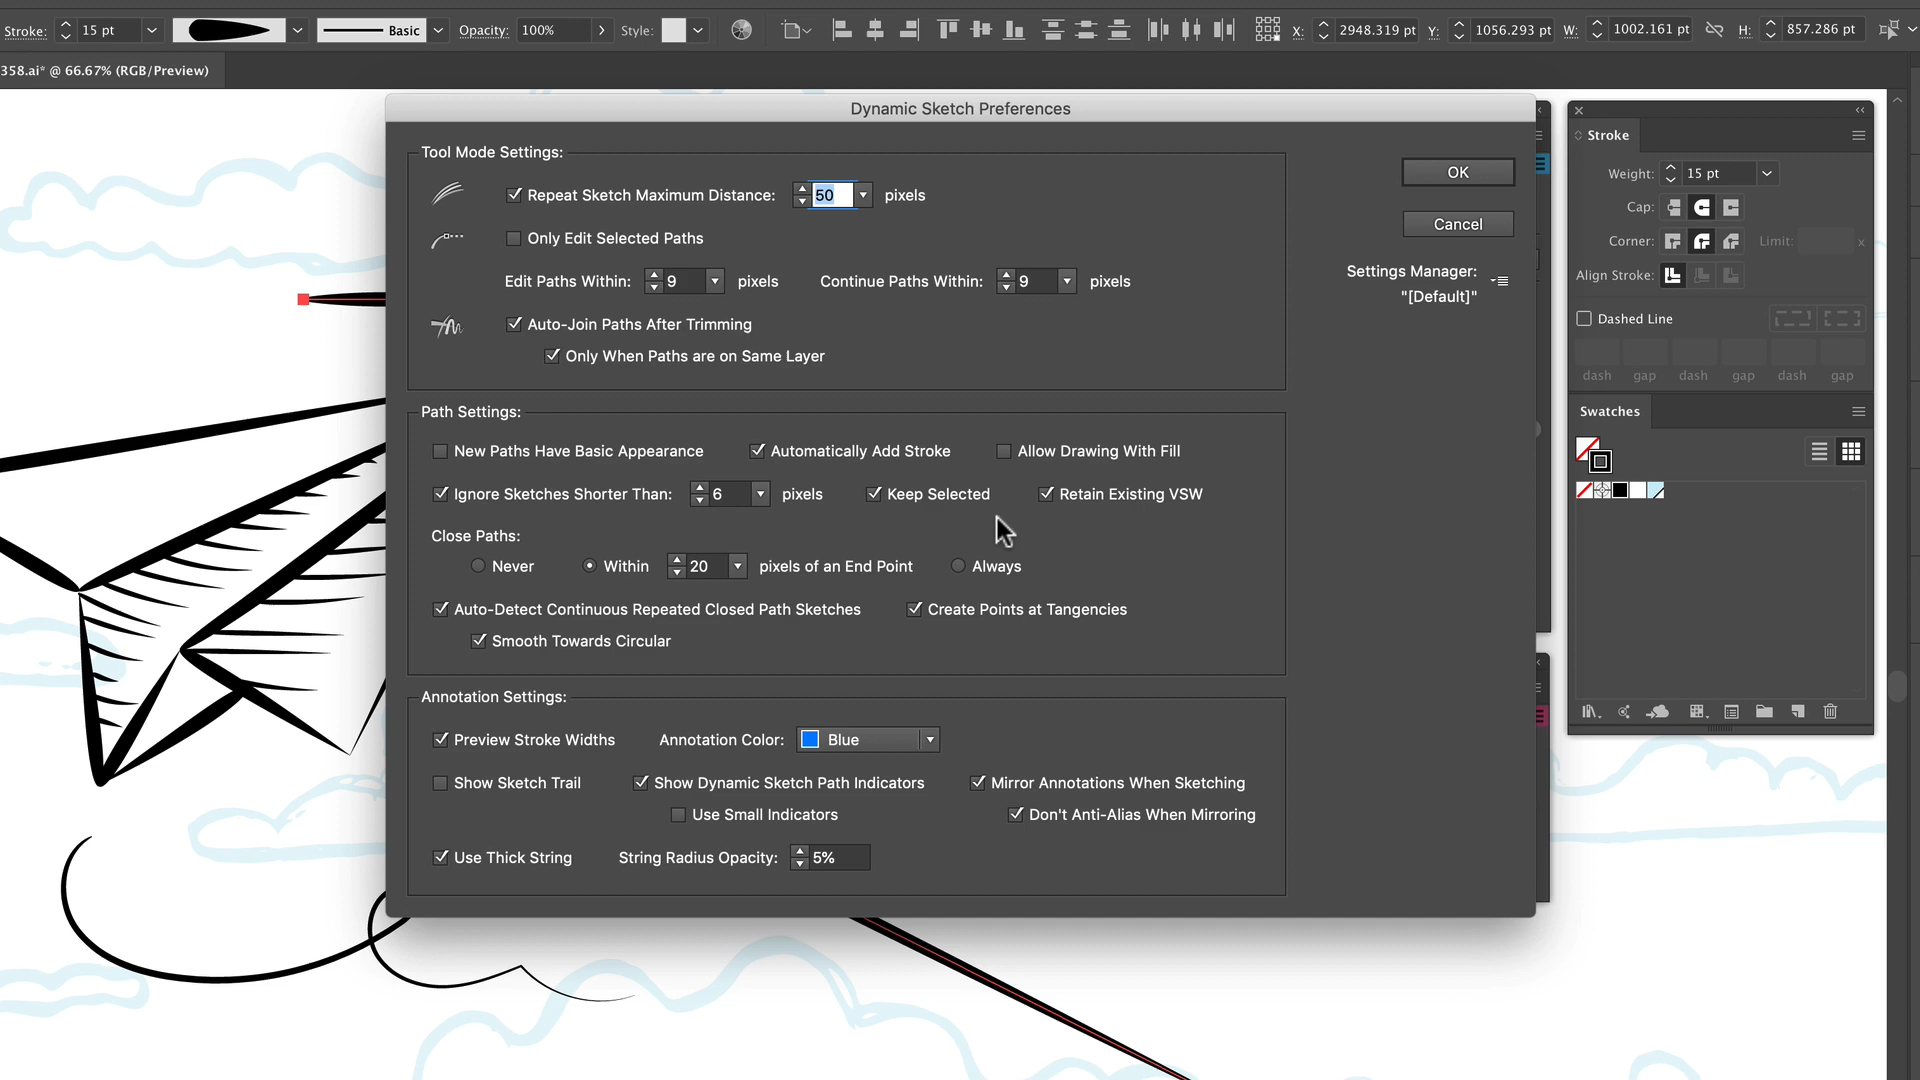 Stroke: 15 pt Basic Opacity: 100% Style: X: 2948.319 pt Y: 1056.293 pt W: 1002.161 pt H: 857.286 pt
358.ai* @ 66.67% (RGB/Preview)
Dynamic Sketch Preferences
Tool Mode Settings:
Repeat Sketch Maximum Distance: 50 pixels
Only Edit Selected Paths
Edit Paths Within: 9 pixels Continue Paths Within: 9 pixels
Auto-Join Paths After Trimming
Only When Paths are on Same Layer
Path Settings:
New Paths Have Basic Appearance Automatically Add Stroke Allow Drawing With Fill
Ignore Sketches Shorter Than: 6 pixels Keep Selected Retain Existing VSW
Close Paths:
Never Within 20 pixels of an End Point Always
Auto-Detect Continuous Repeated Closed Path Sketches Create Points at Tangencies
Smooth Towards Circular
Annotation Settings:
Preview Stroke Widths Annotation Color: Blue
Show Sketch Trail Show Dynamic Sketch Path Indicators Mirror Annotations When Sketching
Use Small Indicators Don't Anti-Alias When Mirroring
Use Thick String String Radius Opacity: 5%
OK
Cancel
Settings Manager:
"[Default]"
Stroke
Weight: 15 pt
Cap:
Corner: Limit: x
Align Stroke:
Dashed Line
dash gap dash gap dash gap
Swatches